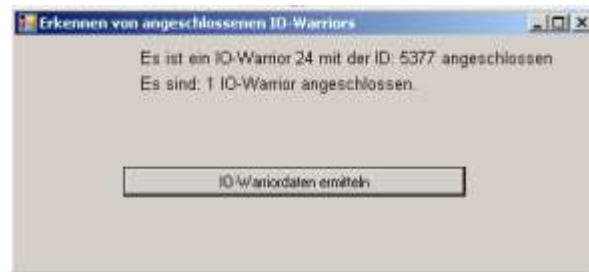 Erkennen von angeschlossenen IO-Warriors
Es ist ein IO-Warrior 24 mit der ID: 5377 angeschlossen
Es sind: 1 IO-Warrior angeschlossen.
IO-Warriordaten ermitteln